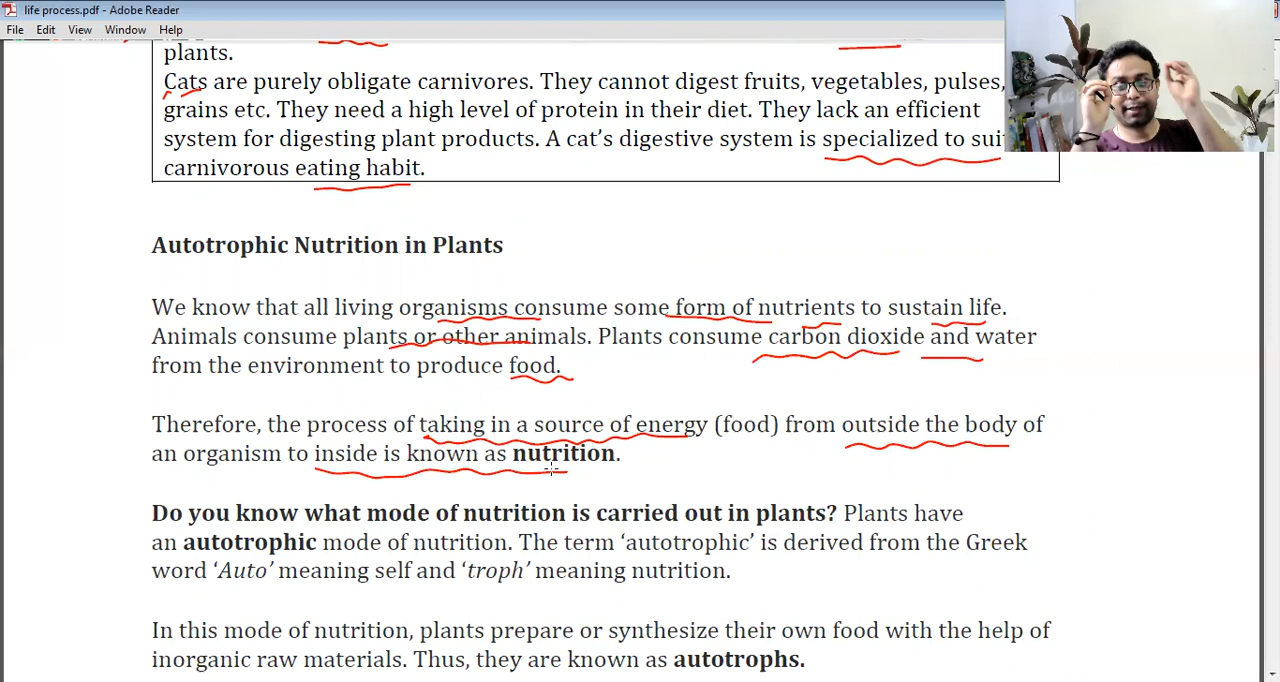 life process.pdf - Adobe Reader
File Edit View Window Help
plants.
Cats are purely obligate carnivores. They cannot digest fruits, vegetables, pulses,
grains etc. They need a high level of protein in their diet. They lack an efficient
system for digesting plant products. A cat’s digestive system is specialized to suit
carnivorous eating habit.
Autotrophic Nutrition in Plants
We know that all living organisms consume some form of nutrients to sustain life.
Animals consume plants or other animals. Plants consume carbon dioxide and water
from the environment to produce food.
Therefore, the process of taking in a source of energy (food) from outside the body of
an organism to inside is known as nutrition.
Do you know what mode of nutrition is carried out in plants? Plants have
an autotrophic mode of nutrition. The term ‘autotrophic’ is derived from the Greek
word ‘Auto’ meaning self and ‘troph’ meaning nutrition.
In this mode of nutrition, plants prepare or synthesize their own food with the help of
inorganic raw materials. Thus, they are known as autotrophs.